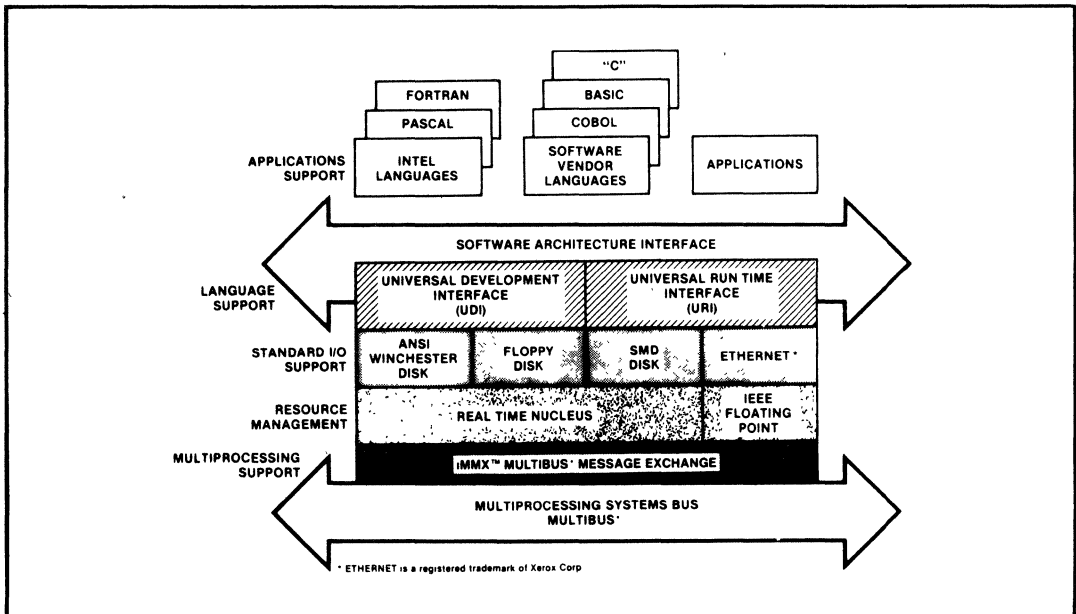 "C"
FORTRAN
BASIC
PASCAL
COBOL
APPLICATIONS
SUPPORT
INTEL
LANGUAGES
SOFTWARE
VENDOR
LANGUAGES
APPLICATIONS
SOFTWARE ARCHITECTURE INTERFACE
LANGUAGE
SUPPORT
UNIVERSAL DEVELOPMENT
INTERFACE
(UDI)
UNIVERSAL RUN TIME
INTERFACE
(URI)
STANDARD I/O
SUPPORT
ANSI
WINCHESTER
DISK
FLOPPY
DISK
SMD
DISK
ETHERNET*
RESOURCE
MANAGEMENT
REAL TIME NUCLEUS
IEEE
FLOATING
POINT
MULTIPROCESSING
SUPPORT
iMMX™ MULTIBUS* MESSAGE EXCHANGE
MULTIPROCESSING SYSTEMS BUS
MULTIBUS*
* ETHERNET is a registered trademark of Xerox Corp